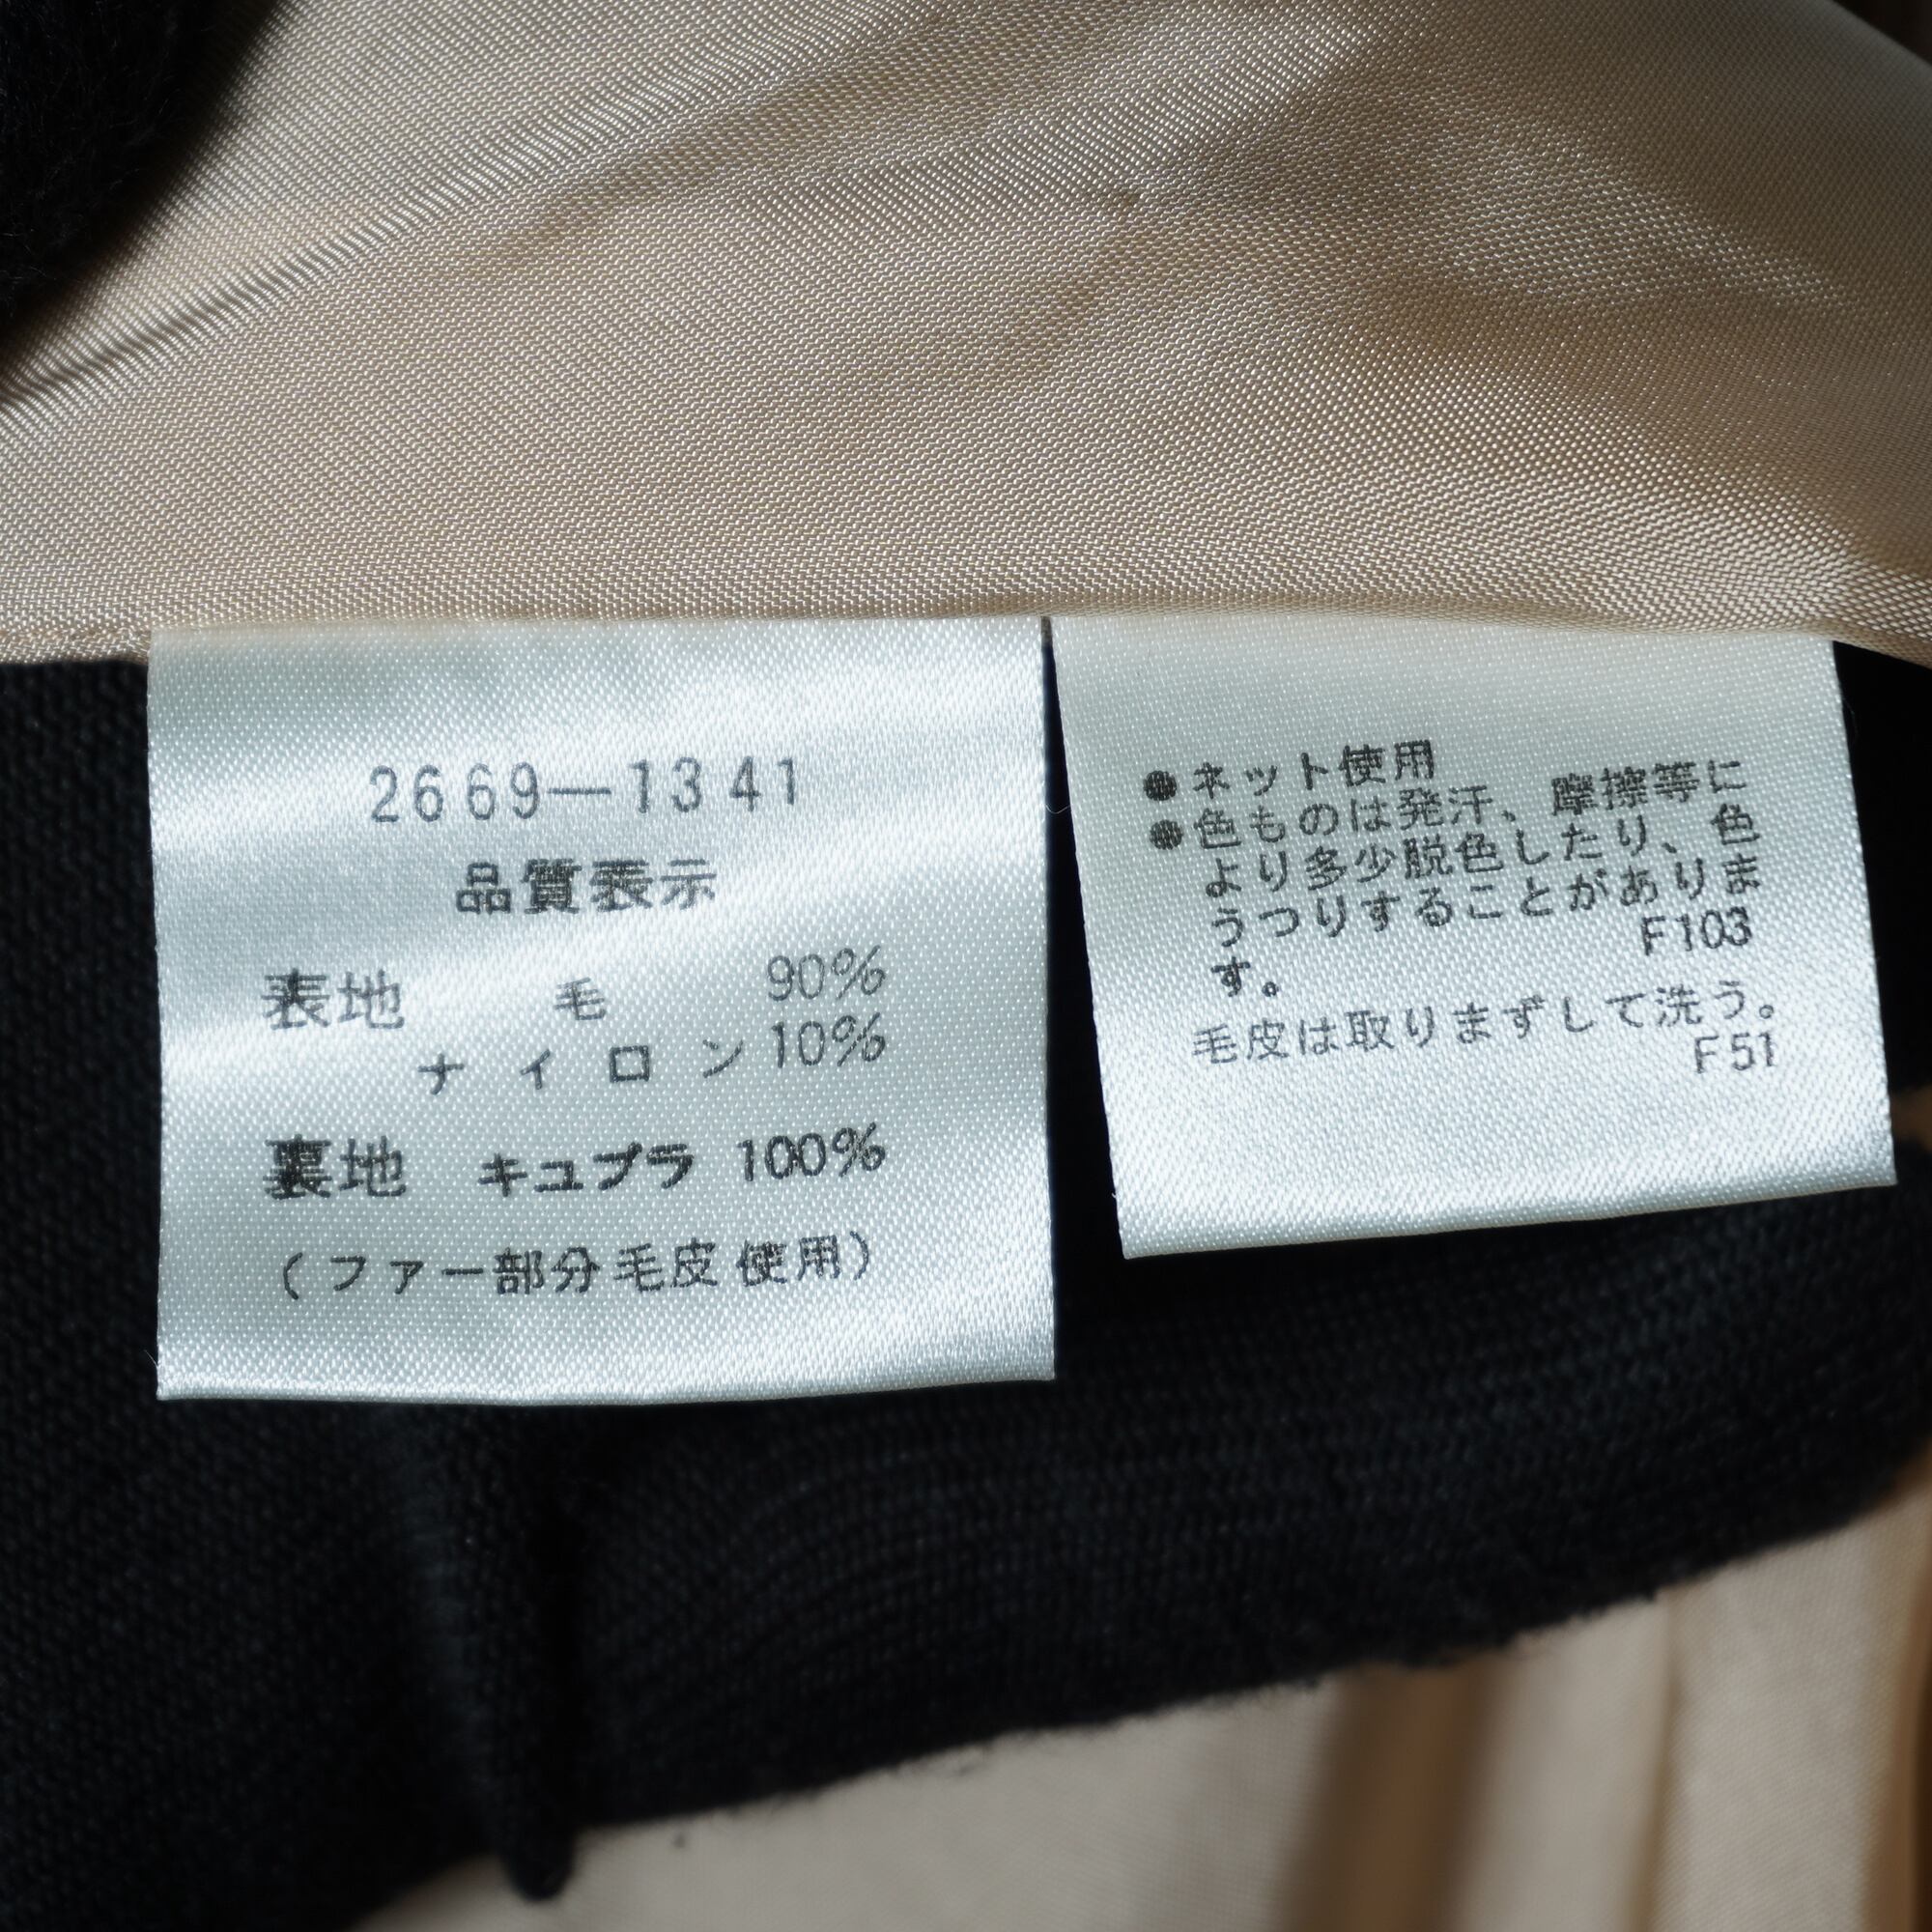 2669—1341
品質表示
表地 毛 90%
ナイロン 10%
裏地 キュプラ 100%
(ファー部分毛皮使用)
●ネット使用
●色ものは発汗、摩擦等に
より多少脱色したり、色
うつりすることがありま
す。 F103
毛皮は取りまずして洗う。
F51